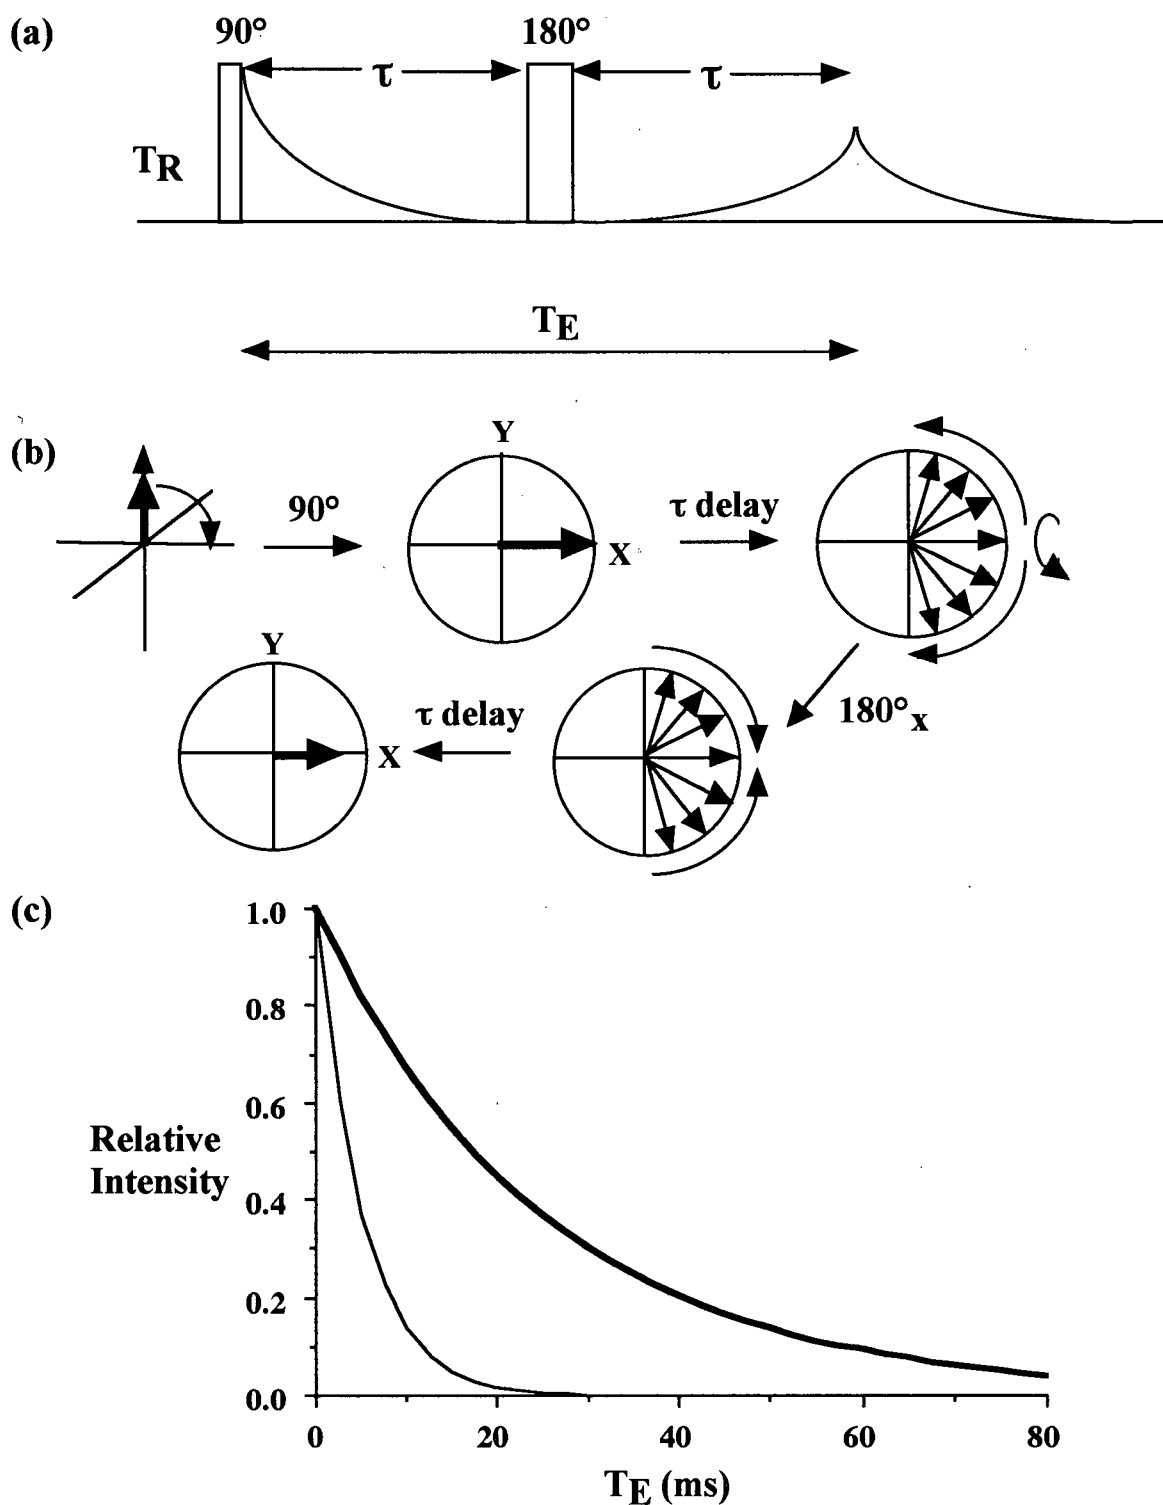 (a)
90° 180°
τ τ
TR
TE
(b)
Y
90° X τ delay
Y
τ delay 180°x
X
(c)
1.0
0.8
0.6
Relative
Intensity
0.4
0.2
0.0
0 20 40 60 80
TE (ms)